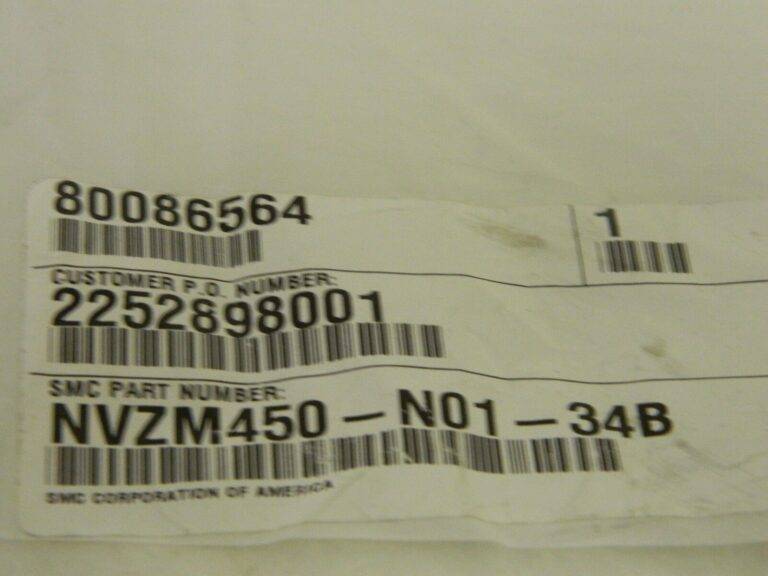 80086564 1
CUSTOMER P.O. NUMBER:
2252898001
SMC PART NUMBER:
NVZM450-N01-34B
SMC CORPORATION OF AMERICA